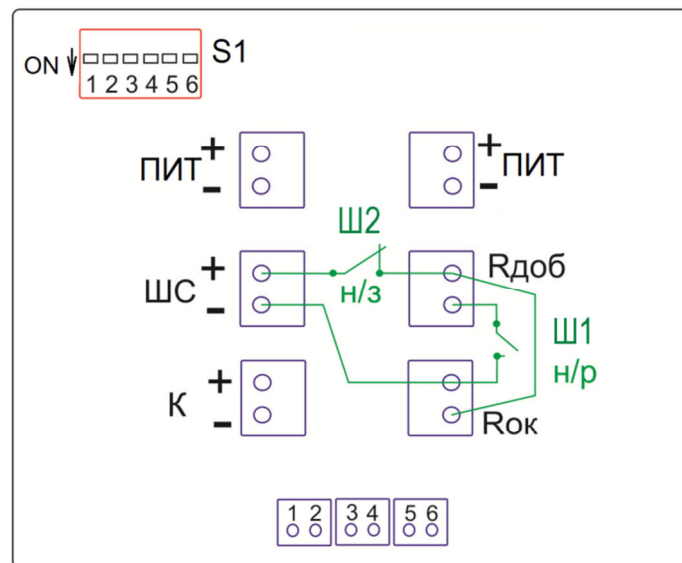 ON S1
1 2 3 4 5 6
+ +
ПИТ ПИТ
- -
Ш2
+ Rдоб
ШС н/з
- Ш1
+ н/р
К
- Rок
1 2 3 4 5 6